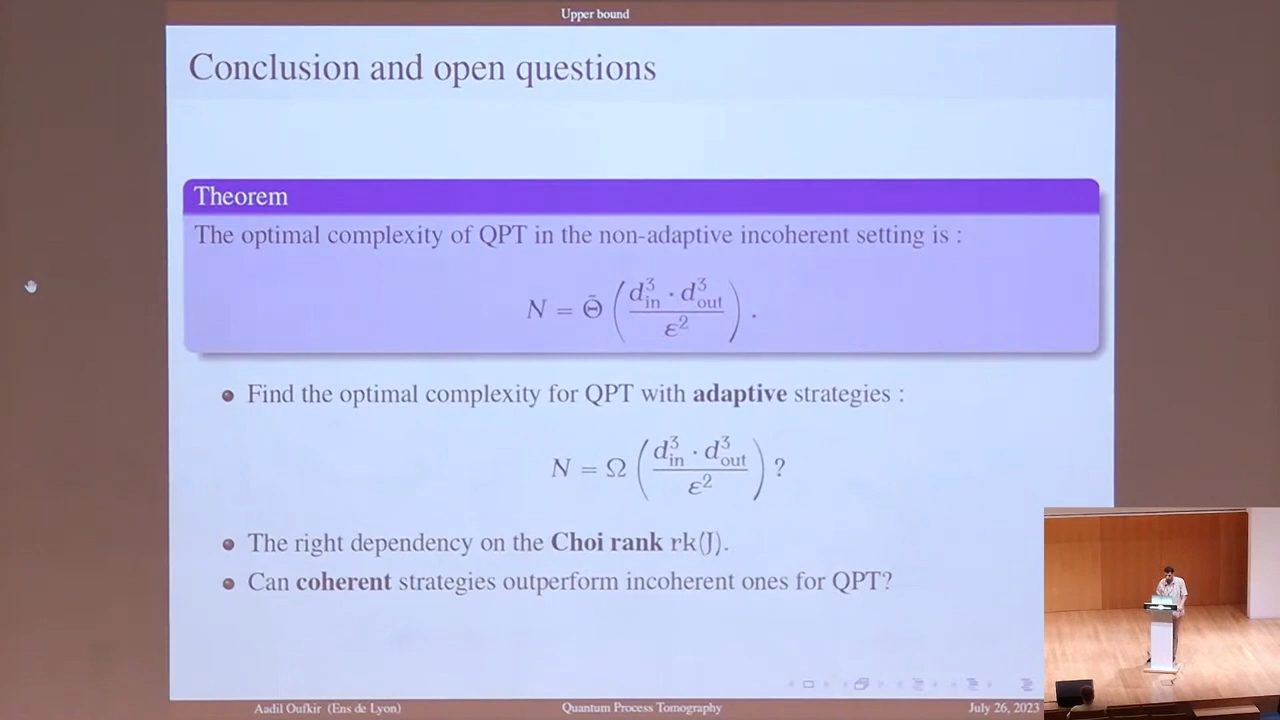 Upper bound
Conclusion and open questions
Theorem
The optimal complexity of QPT in the non-adaptive incoherent setting is :
N = Θ̃ ( d_in^3 · d_out^3 / ε^2 ) .
Find the optimal complexity for QPT with adaptive strategies :
N = Ω ( d_in^3 · d_out^3 / ε^2 ) ?
The right dependency on the Choi rank rk(J).
Can coherent strategies outperform incoherent ones for QPT?
Aadil Oufkir (Ens de Lyon) Quantum Process Tomography July 26, 2023